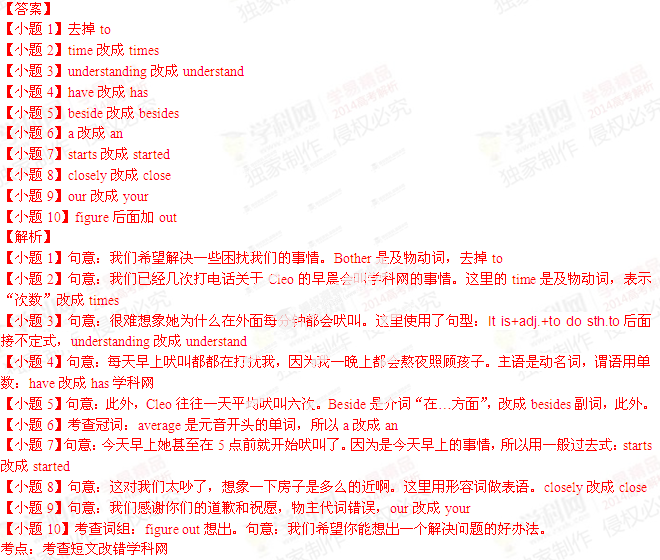 【答案】
【小题 1】去掉 to
【小题 2】time 改成 times
【小题 3】understanding 改成 understand
【小题 4】have 改成 has
【小题 5】beside 改成 besides
【小题 6】a 改成 an
【小题 7】starts 改成 started
【小题 8】closely 改成 close
【小题 9】our 改成 your
【小题 10】figure 后面加 out
【解析】
【小题 1】句意：我们希望解决一些困扰我们的事情。Bother 是及物动词，去掉 to
【小题 2】句意：我们已经几次打电话关于 Cleo 的早晨会叫学科网的事情。这里的 time 是及物动词，表示
“次数”改成 times
【小题 3】句意：很难想象她为什么在外面每分钟都会吠叫。这里使用了句型：It is+adj.+to do sth.to 后面
接不定式，understanding 改成 understand
【小题 4】句意：每天早上吠叫都都在打扰我，因为我一晚上都会熬夜照顾孩子。主语是动名词，谓语用单
数：have 改成 has 学科网
【小题 5】句意：此外，Cleo 往往一天平均吠叫六次。Beside 是介词“在…方面”，改成 besides 副词，此外。
【小题 6】考查冠词：average 是元音开头的单词，所以 a 改成 an
【小题 7】句意：今天早上她甚至在 5 点前就开始吠叫了。因为是今天早上的事情，所以用一般过去式：starts
改成 started
【小题 8】句意：这对我们太吵了，想象一下房子是多么的近啊。这里用形容词做表语。closely 改成 close
【小题 9】句意：我们感谢你们的道歉和祝愿，物主代词错误，our 改成 your
【小题 10】考查词组：figure out 想出。句意：我们希望你能想出一个解决问题的好办法。
考点：考查短文改错学科网